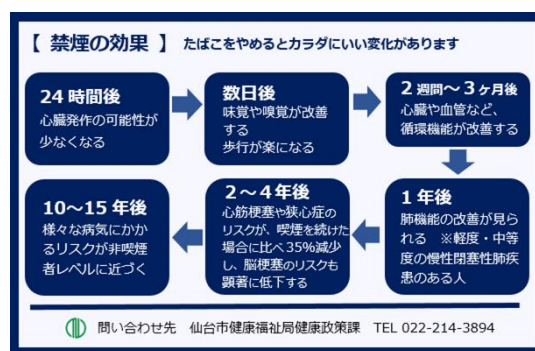 【 禁煙の効果 】 たばこをやめるとカラダにいい変化があります
24 時間後
心臓発作の可能性が
少なくなる
数日後
味覚や嗅覚が改善
する
歩行が楽になる
2 週間～3 ヶ月後
心臓や血管など、
循環機能が改善する
1 年後
肺機能の改善が見ら
れる ※軽度・中等
度の慢性閉塞性肺疾
患のある人
2～4 年後
心筋梗塞や狭心症の
リスクが、喫煙を続けた
場合に比べ 35%減少
し、脳梗塞のリスクも
顕著に低下する
10～15 年後
様々な病気にかか
るリスクが非喫煙
者レベルに近づく
問い合わせ先 仙台市健康福祉局健康政策課 TEL 022-214-3894